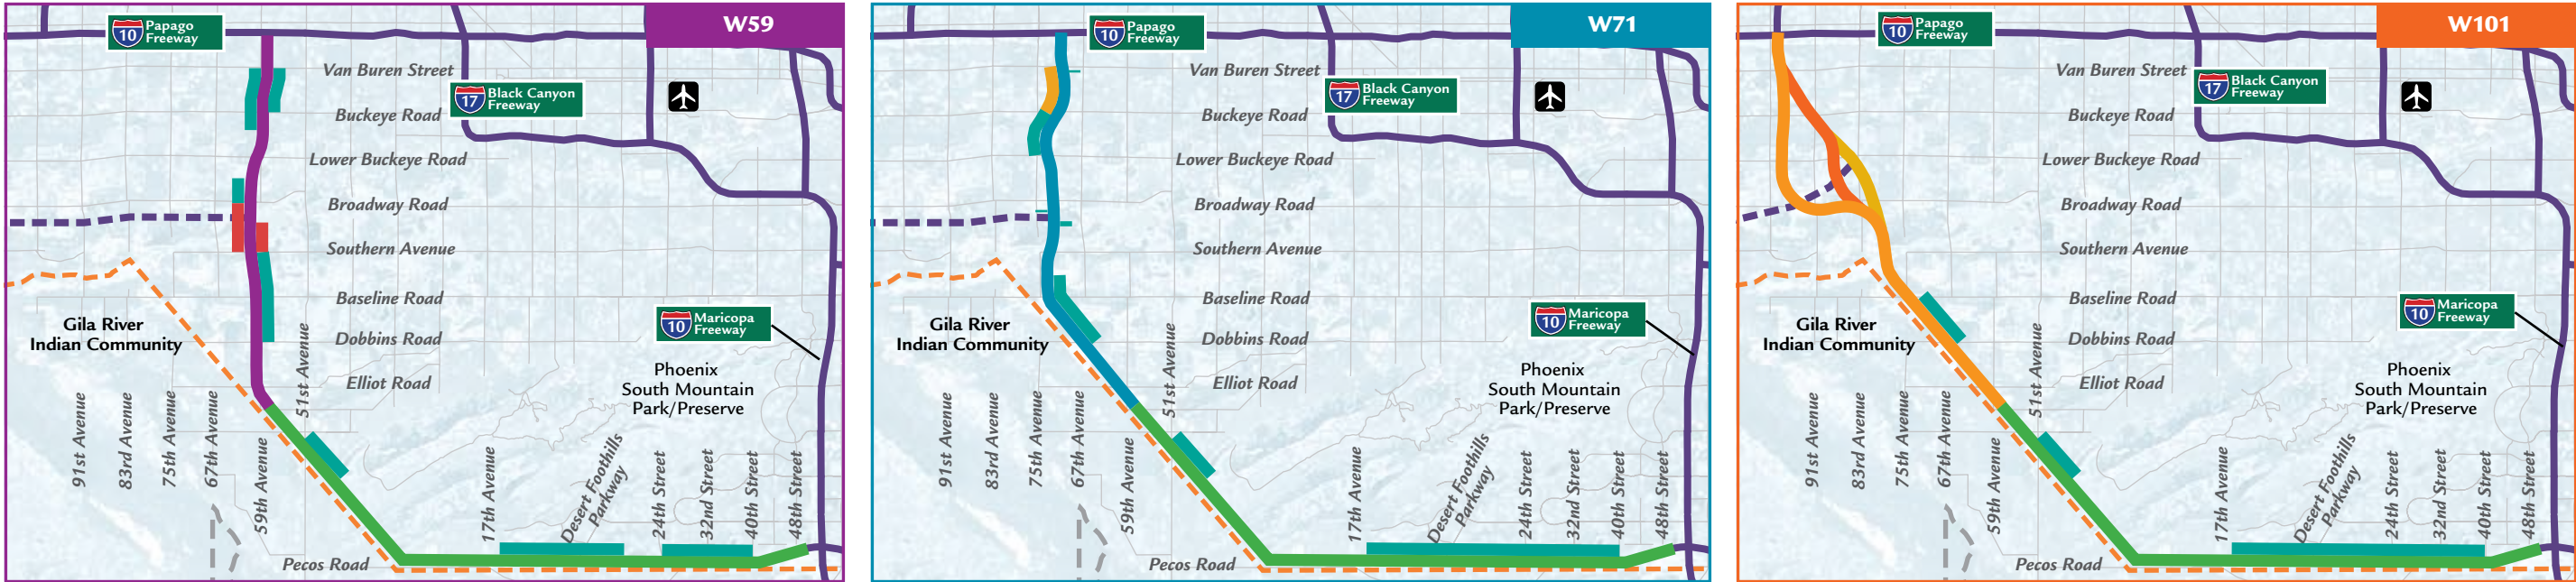 W59
10 Papago
Freeway
Van Buren Street
17 Black Canyon
Freeway
Buckeye Road
Lower Buckeye Road
Broadway Road
Southern Avenue
Baseline Road
10 Maricopa
Freeway
Gila River
Indian Community
Dobbins Road
51st Avenue
Elliot Road
Phoenix
South Mountain
Park/Preserve
91st Avenue
83rd Avenue
75th Avenue
67th Avenue
59th Avenue
17th Avenue
Desert Foothills
Parkway
24th Street
32nd Street
40th Street
48th Street
Pecos Road
W71
10 Papago
Freeway
Van Buren Street
17 Black Canyon
Freeway
Buckeye Road
Lower Buckeye Road
Broadway Road
Southern Avenue
Baseline Road
10 Maricopa
Freeway
Gila River
Indian Community
Dobbins Road
51st Avenue
Elliot Road
Phoenix
South Mountain
Park/Preserve
91st Avenue
83rd Avenue
75th Avenue
67th Avenue
59th Avenue
17th Avenue
Desert Foothills
Parkway
24th Street
32nd Street
40th Street
48th Street
Pecos Road
W101
10 Papago
Freeway
Van Buren Street
17 Black Canyon
Freeway
Buckeye Road
Lower Buckeye Road
Broadway Road
Southern Avenue
Baseline Road
10 Maricopa
Freeway
Gila River
Indian Community
Dobbins Road
51st Avenue
Elliot Road
Phoenix
South Mountain
Park/Preserve
91st Avenue
83rd Avenue
75th Avenue
67th Avenue
59th Avenue
17th Avenue
Desert Foothills
Parkway
24th Street
32nd Street
40th Street
48th Street
Pecos Road